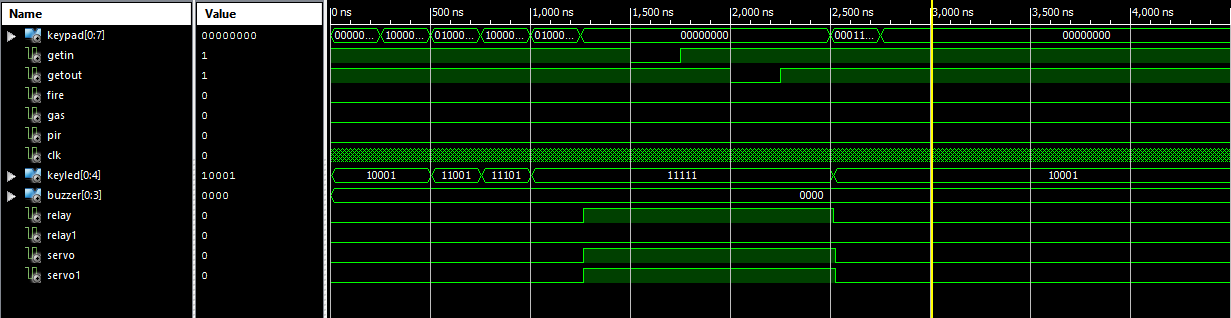 Name Value 0 ns 500 ns 1,000 ns 1,500 ns 2,000 ns 2,500 ns 3,000 ns 3,500 ns 4,000 ns
keypad[0:7] 00000000 00000... 10000... 01000... 10000... 01000... 00000000 00011... 00000000
getin 1
getout 1
fire 0
gas 0
pir 0
clk 0
keyled[0:4] 10001 10001 11001 11101 11111 10001
buzzer[0:3] 0000 0000
relay 0
relay1 0
servo 0
servo1 0